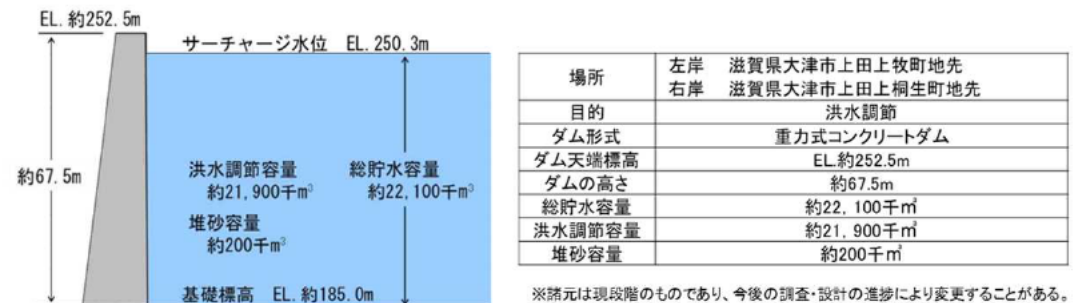 EL.約252.5m
サーチャージ水位 EL.250.3m
約67.5m
洪水調節容量
約21,900千m³
総貯水容量
約22,100千m³
堆砂容量
約200千m³
基礎標高 EL.約185.0m
場所 左岸 滋賀県大津市上田上牧町地先
右岸 滋賀県大津市上田上桐生町地先
目的 洪水調節
ダム形式 重力式コンクリートダム
ダム天端標高 EL.約252.5m
ダムの高さ 約67.5m
総貯水容量 約22,100千㎥
洪水調節容量 約21,900千㎥
堆砂容量 約200千㎥
※諸元は現段階のものであり、今後の調査・設計の進捗により変更することがある。